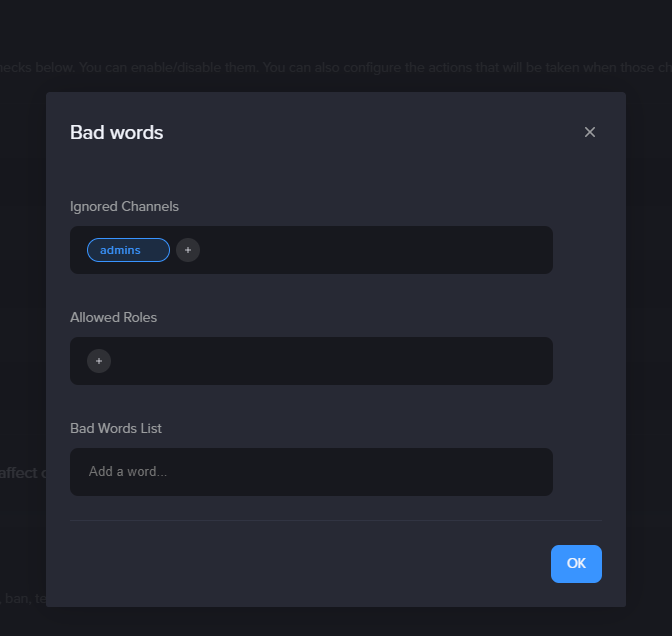 hecks below. You can enable/disable them. You can also configure the actions that will be taken when those ch
Bad words
Ignored Channels
admins
+
Allowed Roles
+
Bad Words List
affect
Add a word...
OK
ban, te